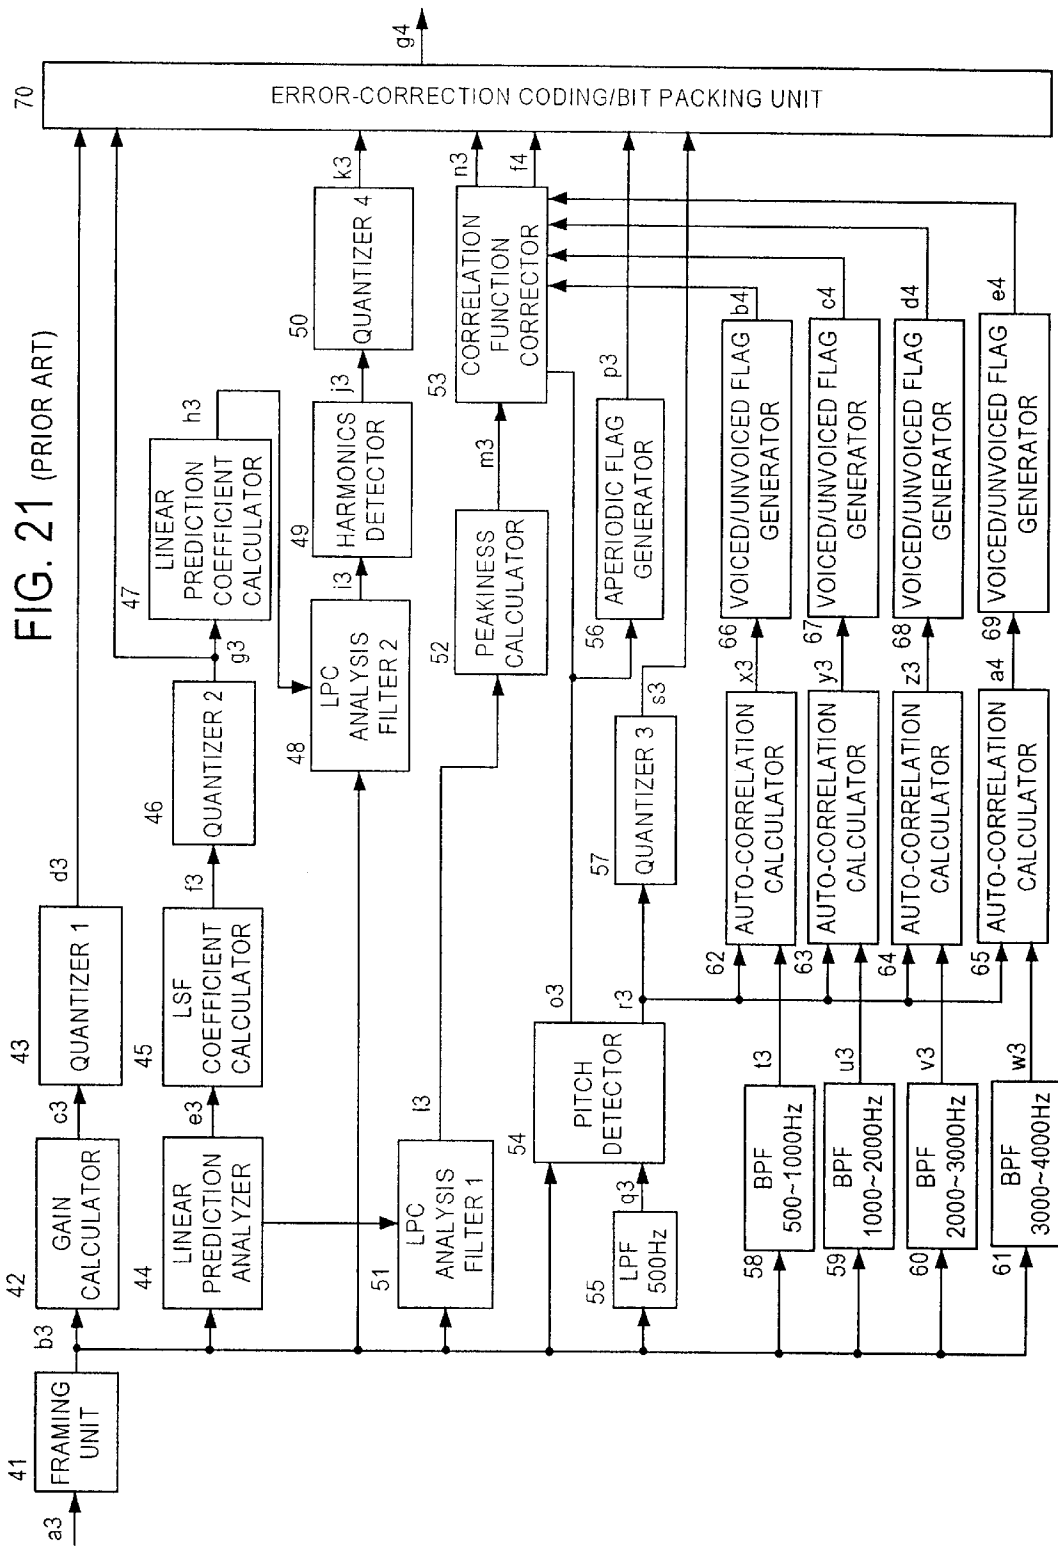 FIG. 21 (PRIOR ART)
a3
41
FRAMING
UNIT
b3
42
GAIN
CALCULATOR
c3
43
QUANTIZER 1
d3
44
LINEAR
PREDICTION
ANALYZER
e3
45
LSF
COEFFICIENT
CALCULATOR
f3
46
QUANTIZER 2
g3
47
LINEAR
PREDICTION
COEFFICIENT
CALCULATOR
h3
48
LPC
ANALYSIS
FILTER 2
i3
49
HARMONICS
DETECTOR
j3
50
QUANTIZER 4
k3
51
LPC
ANALYSIS
FILTER 1
l3
52
PEAKINESS
CALCULATOR
m3
53
CORRELATION
FUNCTION
CORRECTOR
n3
f4
54
PITCH
DETECTOR
o3
r3
55
LPF
500Hz
q3
56
APERIODIC FLAG
GENERATOR
p3
57
QUANTIZER 3
s3
58
BPF
500~1000Hz
t3
62
AUTO-CORRELATION
CALCULATOR
x3
66
VOICED/UNVOICED FLAG
GENERATOR
b4
59
BPF
1000~2000Hz
u3
63
AUTO-CORRELATION
CALCULATOR
y3
67
VOICED/UNVOICED FLAG
GENERATOR
c4
60
BPF
2000~3000Hz
v3
64
AUTO-CORRELATION
CALCULATOR
z3
68
VOICED/UNVOICED FLAG
GENERATOR
d4
61
BPF
3000~4000Hz
w3
65
AUTO-CORRELATION
CALCULATOR
a4
69
VOICED/UNVOICED FLAG
GENERATOR
e4
70
ERROR-CORRECTION CODING/BIT PACKING UNIT
g4